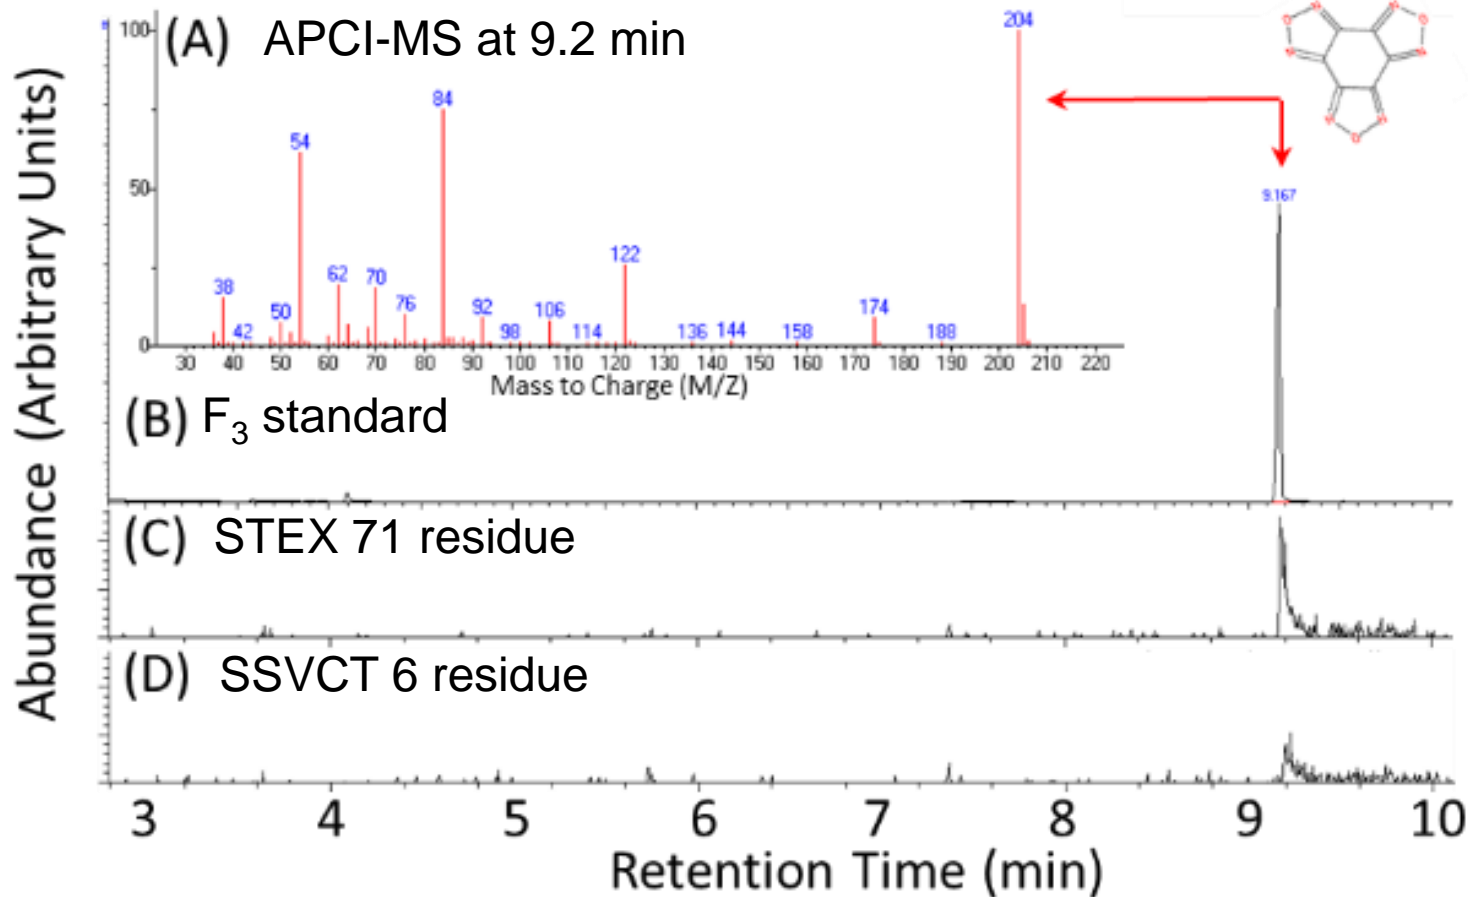 Abundance (Arbitrary Units)
(A) APCI-MS at 9.2 min
100
50
0
204
84
54
38
42
50
62
70
76
92
98
106
114
122
136
144
158
174
188
30 40 50 60 70 80 90 100 110 120 130 140 150 160 170 180 190 200 210 220
Mass to Charge (M/Z)
9.167
(B) F3 standard
(C) STEX 71 residue
(D) SSVCT 6 residue
3 4 5 6 7 8 9 10
Retention Time (min)